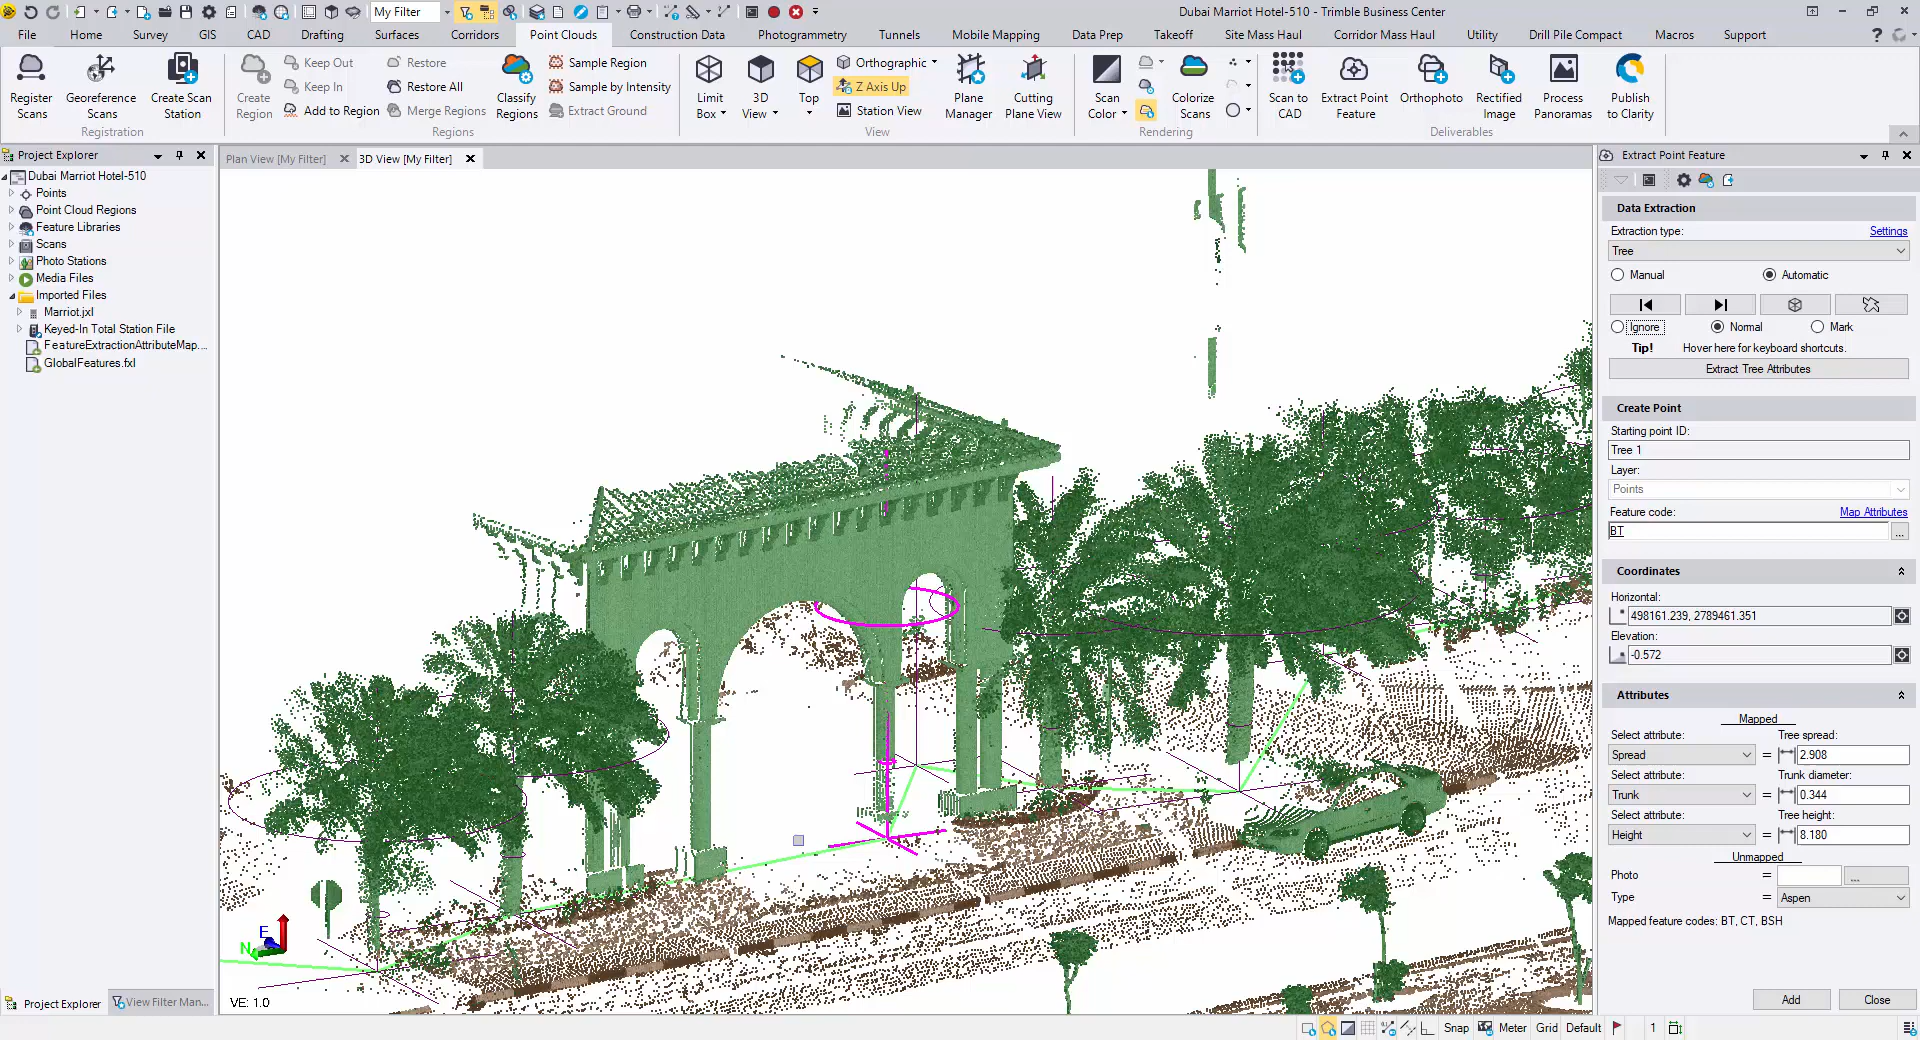 My Filter
Dubai Marriot Hotel-510 - Trimble Business Center
File Home Survey GIS CAD Drafting Surfaces Corridors Point Clouds Construction Data Photogrammetry Tunnels Mobile Mapping Data Prep Takeoff Site Mass Haul Corridor Mass Haul Utility Drill Pile Compact Macros Support
Register Scans
Georeference Scans
Create Scan Station
Registration
Create Region
Keep Out
Keep In
Add to Region
Restore
Restore All
Merge Regions
Classify Regions
Sample Region
Sample by Intensity
Extract Ground
Regions
Limit Box
3D View
Top
Orthographic
Z Axis Up
Station View
Plane Manager
Cutting Plane View
View
Scan Color
Colorize Scans
Rendering
Scan to CAD
Extract Point Feature
Orthophoto
Rectified Image
Process Panoramas
Publish to Clarity
Deliverables
Project Explorer
Dubai Marriot Hotel-510
Points
Point Cloud Regions
Feature Libraries
Scans
Photo Stations
Media Files
Imported Files
Marriot.jxl
Keyed-In Total Station File
FeatureExtractionAttributeMap...
GlobalFeatures.fxl
Project Explorer
View Filter Man...
Plan View [My Filter]
3D View [My Filter]
E
N
VE: 1.0
Extract Point Feature
Data Extraction
Extraction type:
Settings
Tree
Manual
Automatic
Ignore
Normal
Mark
Tip!
Hover here for keyboard shortcuts.
Extract Tree Attributes
Create Point
Starting point ID:
Tree 1
Layer:
Points
Feature code:
Map Attributes
BT
...
Coordinates
Horizontal:
498161.239, 2789461.351
Elevation:
-0.572
Attributes
Mapped
Select attribute:
Tree spread:
Spread
=
2.908
Select attribute:
Trunk diameter:
Trunk
=
0.344
Select attribute:
Tree height:
Height
=
8.180
Unmapped
Photo
=
...
Type
=
Aspen
Mapped feature codes: BT, CT, BSH
Add
Close
Snap
Meter
Grid
Default
1